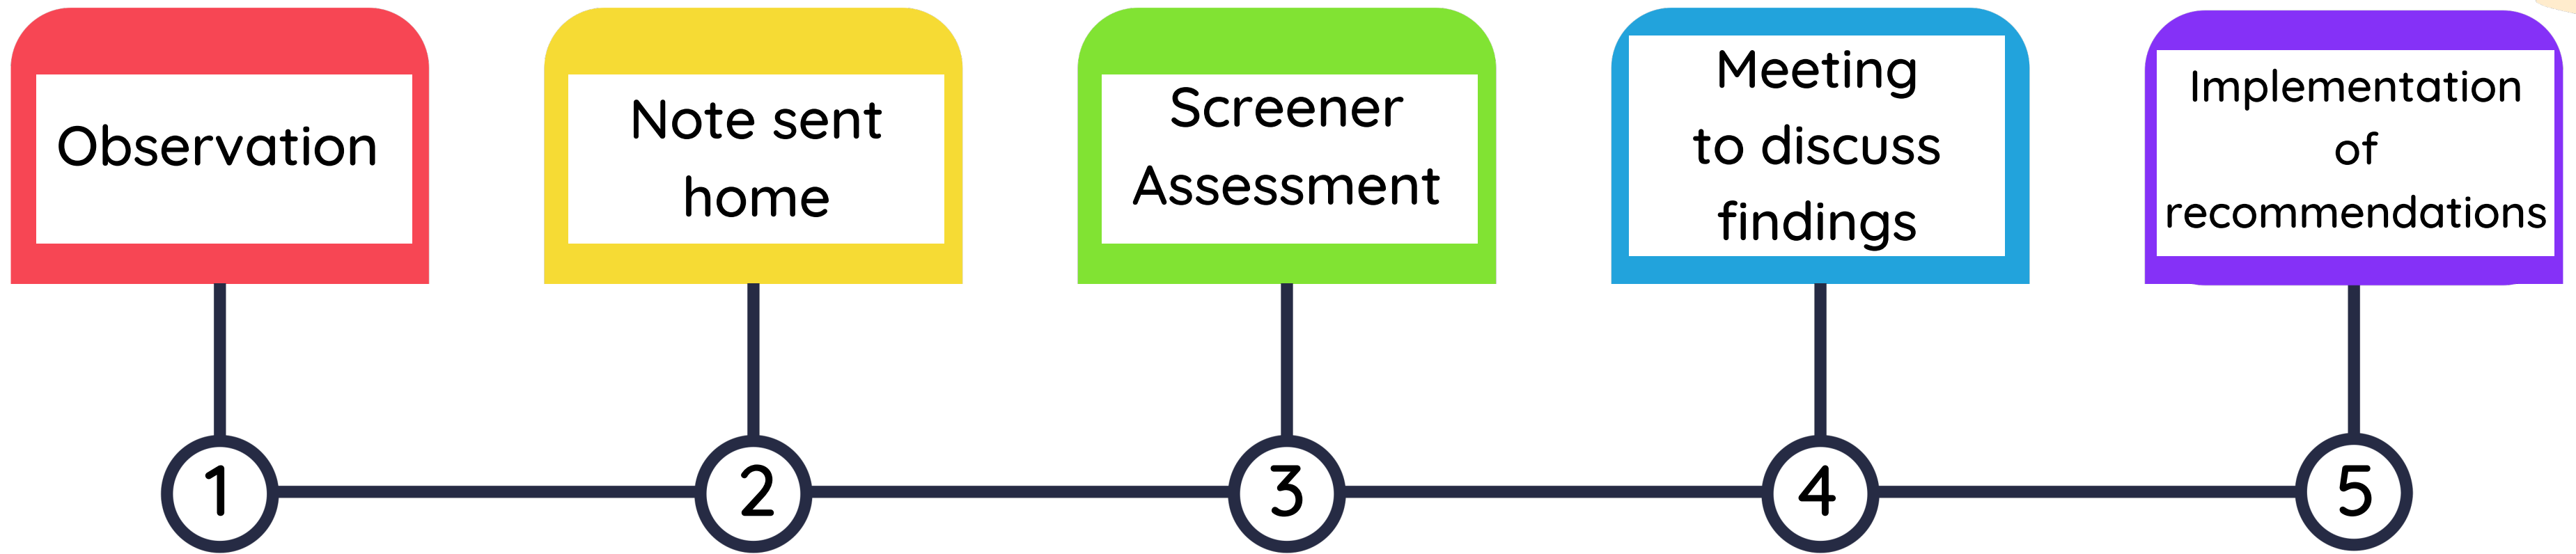 Observation
Note sent
home
Screener
Assessment
Meeting
to discuss
findings
Implementation
of
recommendations
1
2
3
4
5